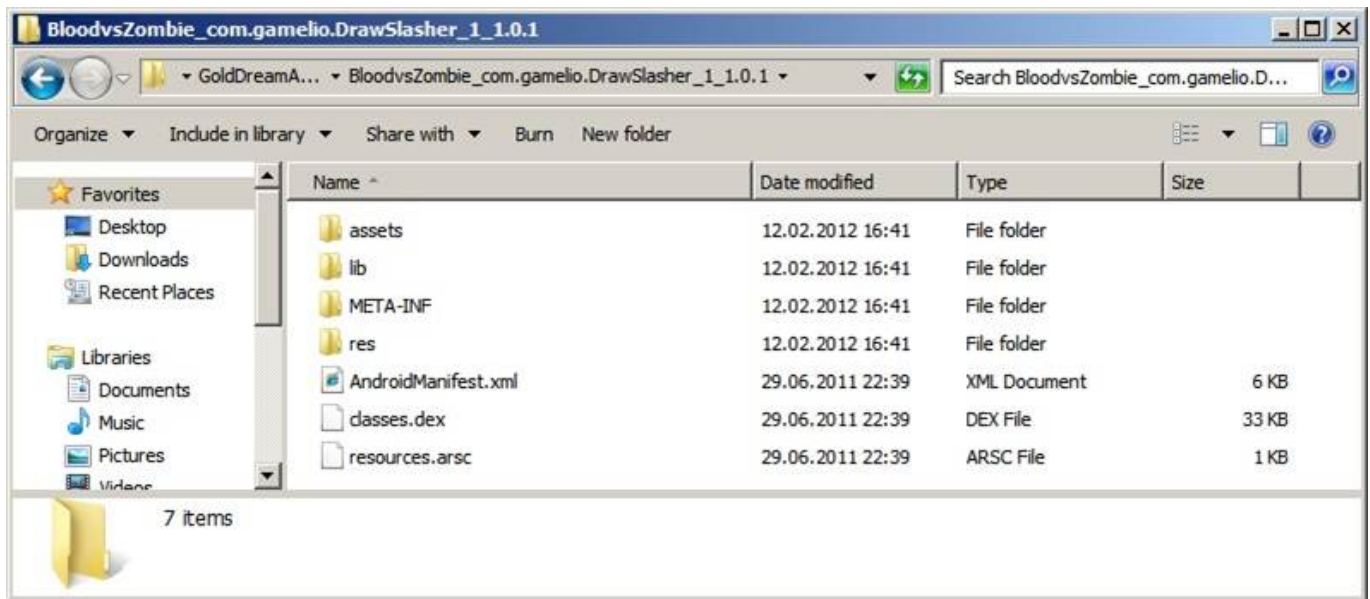 BloodvsZombie_com.gamelio.DrawSlasher_1_1.0.1
GoldDreamA... BloodvsZombie_com.gamelio.DrawSlasher_1_1.0.1 Search BloodvsZombie_com.gamelio.D...
Organize Include in library Share with Burn New folder
Favorites
Desktop
Downloads
Recent Places
Libraries
Documents
Music
Pictures
Videos
Name Date modified Type Size
assets 12.02.2012 16:41 File folder
lib 12.02.2012 16:41 File folder
META-INF 12.02.2012 16:41 File folder
res 12.02.2012 16:41 File folder
AndroidManifest.xml 29.06.2011 22:39 XML Document 6 KB
classes.dex 29.06.2011 22:39 DEX File 33 KB
resources.arsc 29.06.2011 22:39 ARSC File 1 KB
7 items